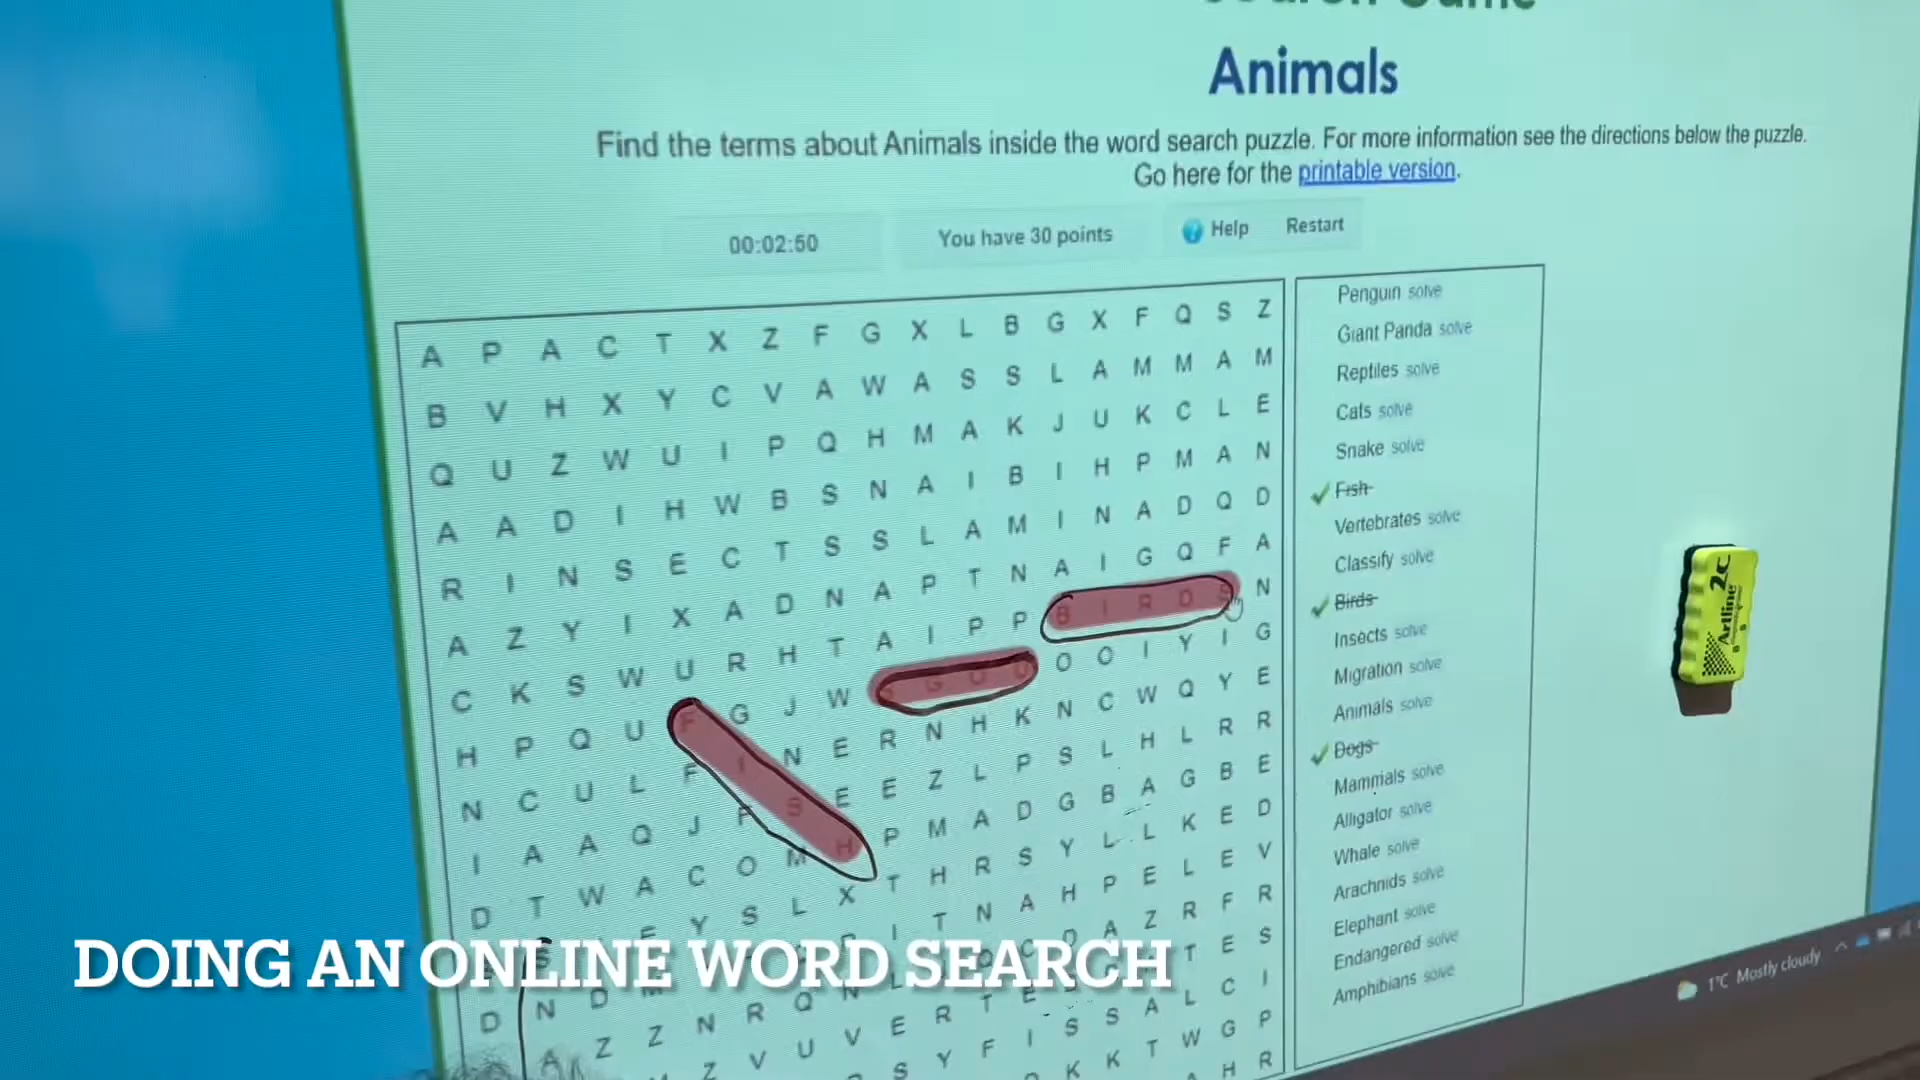 Animals
Find the terms about Animals inside the word search puzzle. For more information see the directions below the puzzle.
Go here for the printable version.
00:02:50
You have 30 points
Help
Restart
A P A C T X Z F G X L B G X F Q S Z
B V H X Y C V A W A S S L A M M A M
Q U Z W U I P Q H M A K J U K C L E
A A D I H W B S N A I B I H P M A N
R I N S E C T S S L A M I N A D Q D
A Z Y I X A D N A P T N A I G Q F A
C K S W U R H T A I P P B I R D S N
H P Q U F G J W S G O D O O I Y I G
N C U L F I N E R N H K N C W Q Y E
I A A Q J F S E E Z L P S L H L R R
D T W A C O M H P M A D G B A G B E
Penguin solve
Giant Panda solve
Reptiles solve
Cats solve
Snake solve
Fish
Vertebrates solve
Classify solve
Birds
Insects solve
Migration solve
Animals solve
Dogs
Mammals solve
Alligator solve
Whale solve
Arachnids solve
Elephant solve
Endangered solve
Amphibians solve
Artline 2C
1°C Mostly cloudy
DOING AN ONLINE WORD SEARCH